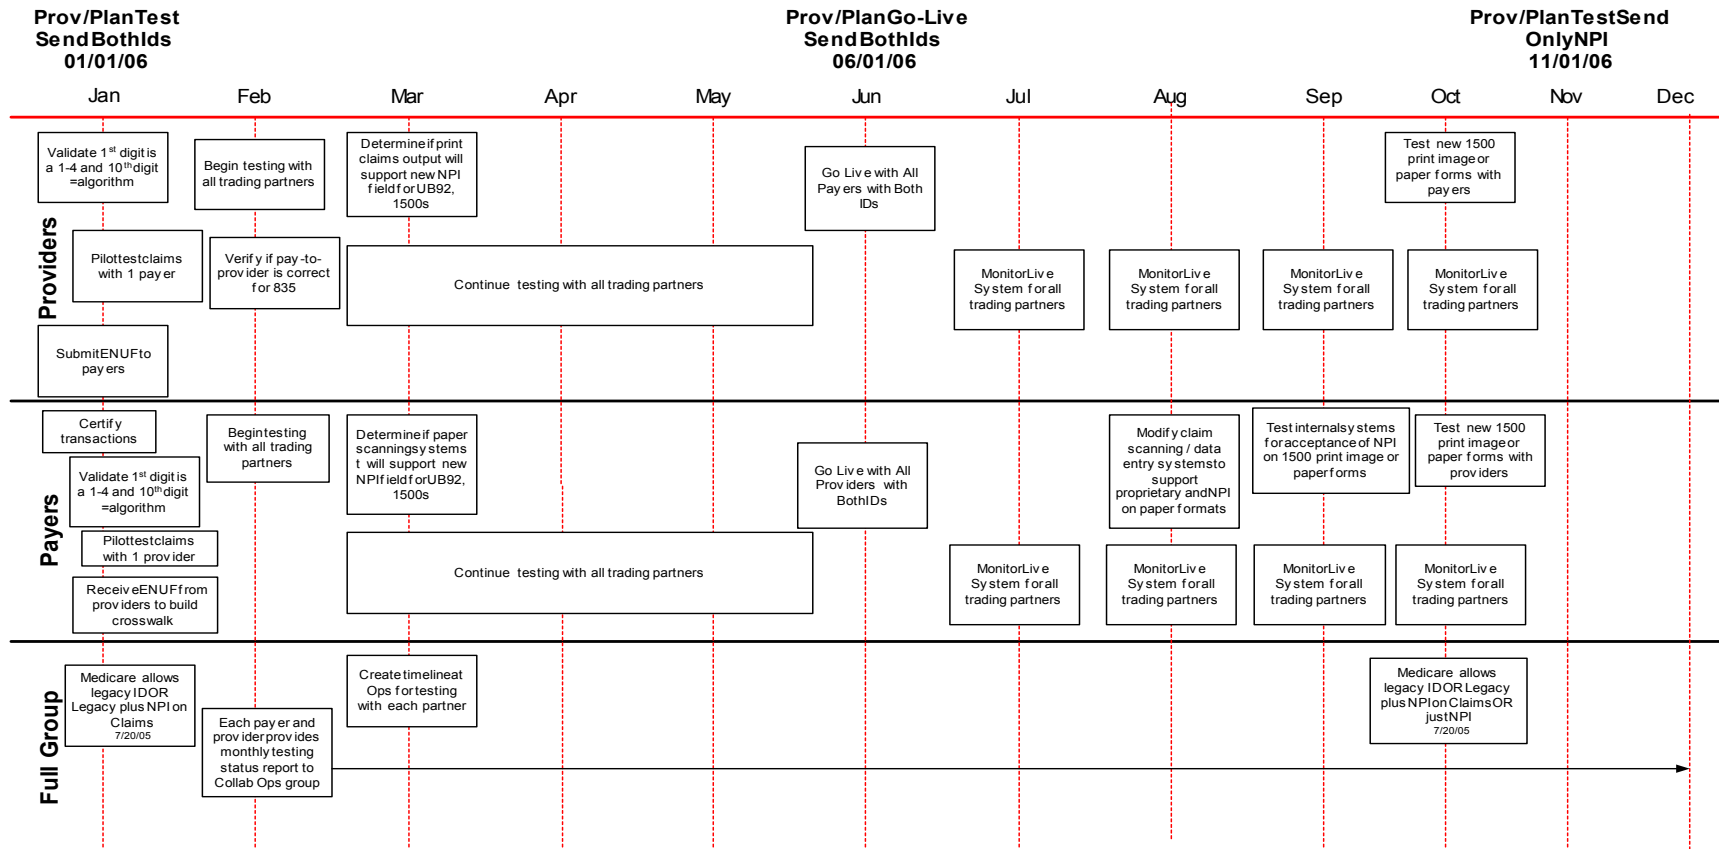 Prov/PlanTest
SendBothIds
01/01/06
Prov/PlanGo-Live
SendBothIds
06/01/06
Prov/PlanTestSend
OnlyNPI
11/01/06
Jan
Feb
Mar
Apr
May
Jun
Jul
Aug
Sep
Oct
Nov
Dec
Providers
Validate 1st digit is
a 1-4 and 10th digit
=algorithm
Begin testing with
all trading partners
Determine if print
claims output will
support new NPI
field for UB92,
1500s
Go Live with All
Payers with Both
IDs
Test new 1500
print image or
paper forms with
payers
Pilot test claims
with 1 payer
Verify if pay-to-
provider is correct
for 835
Continue testing with all trading partners
Monitor Live
System for all
trading partners
Monitor Live
System for all
trading partners
Monitor Live
System for all
trading partners
Monitor Live
System for all
trading partners
Submit ENUF to
payers
Payers
Certify
transactions
Begin testing
with all trading
partners
Determine if paper
scanning systems
t will support new
NPI field for UB92,
1500s
Go Live with All
Providers with
Both IDs
Modify claim
scanning / data
entry systems to
support
proprietary and NPI
on paper formats
Test internal systems
for acceptance of NPI
on 1500 print image or
paper forms
Test new 1500
print image or
paper forms with
providers
Validate 1st digit is
a 1-4 and 10th digit
=algorithm
Pilot test claims
with 1 provider
Continue testing with all trading partners
Monitor Live
System for all
trading partners
Monitor Live
System for all
trading partners
Monitor Live
System for all
trading partners
Monitor Live
System for all
trading partners
Receive ENUF from
providers to build
crosswalk
Full Group
Medicare allows
legacy ID OR
Legacy plus NPI on
Claims
7/20/05
Each payer and
provider provides
monthly testing
status report to
Collab Ops group
Create timeline at
Ops for testing
with each partner
Medicare allows
legacy ID OR Legacy
plus NPI on Claims OR
just NPI
7/20/05